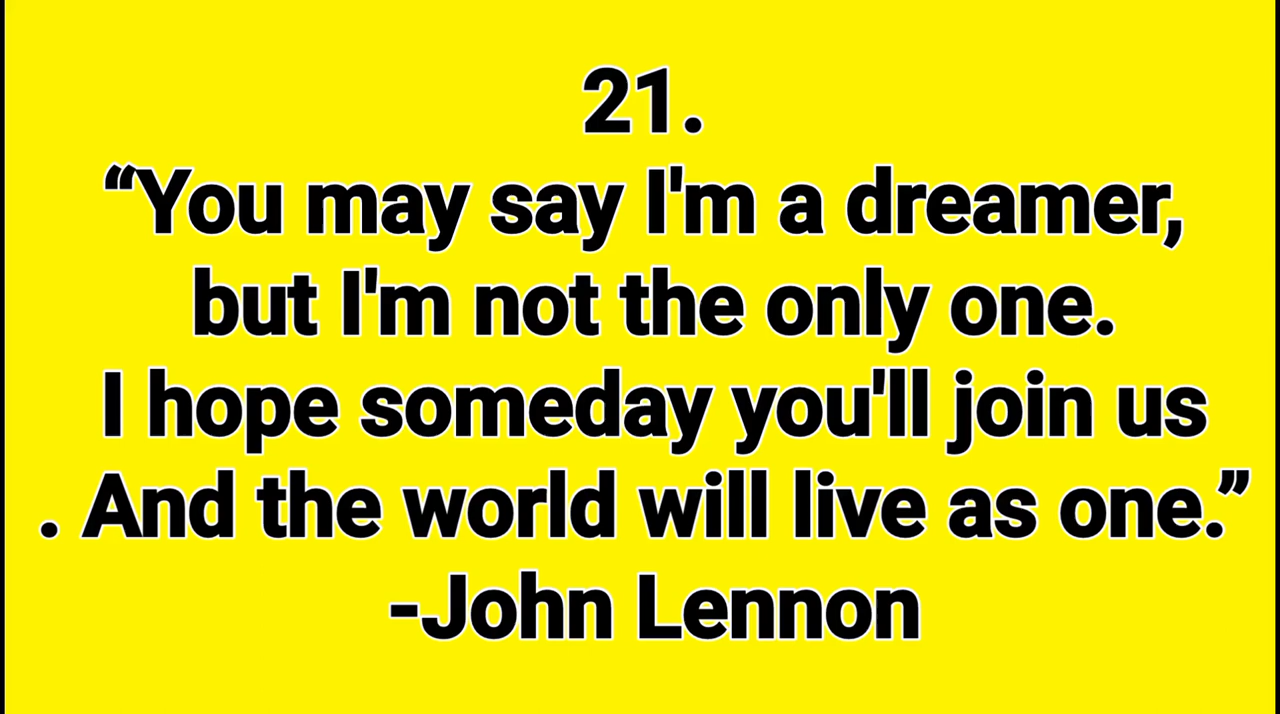 21.
“You may say I'm a dreamer,
but I'm not the only one.
I hope someday you'll join us
. And the world will live as one.”
-John Lennon